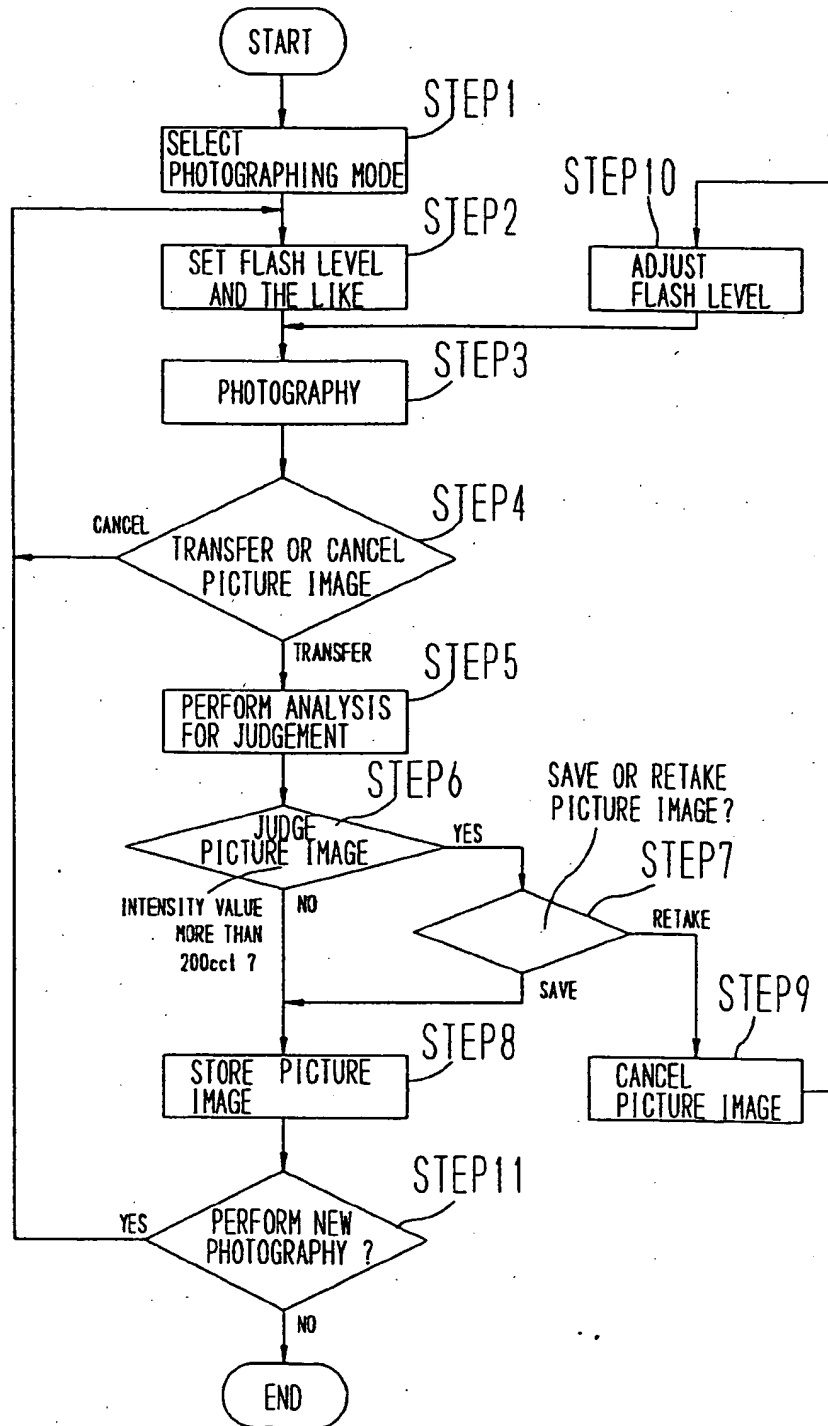 START
STEP1
SELECT
PHOTOGRAPHING MODE
STEP10
STEP2
SET FLASH LEVEL
AND THE LIKE
ADJUST
FLASH LEVEL
STEP3
PHOTOGRAPHY
STEP4
CANCEL
TRANSFER OR CANCEL
PICTURE IMAGE
TRANSFER
STEP5
PERFORM ANALYSIS
FOR JUDGEMENT
STEP6
SAVE OR RETAKE
PICTURE IMAGE?
JUDGE
PICTURE IMAGE
YES
STEP7
INTENSITY VALUE
MORE THAN
200cct ?
NO
RETAKE
SAVE
STEP9
STEP8
STORE PICTURE
IMAGE
CANCEL
PICTURE IMAGE
STEP11
YES
PERFORM NEW
PHOTOGRAPHY ?
NO
END